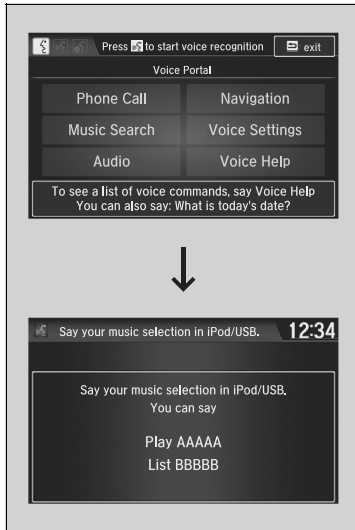 Press to start voice recognition
exit
Voice Portal
Phone Call
Navigation
Music Search
Voice Settings
Audio
Voice Help
To see a list of voice commands, say Voice Help
You can also say: What is today's date?
Say your music selection in iPod/USB.
12:34
Say your music selection in iPod/USB.
You can say
Play AAAAA
List BBBBB